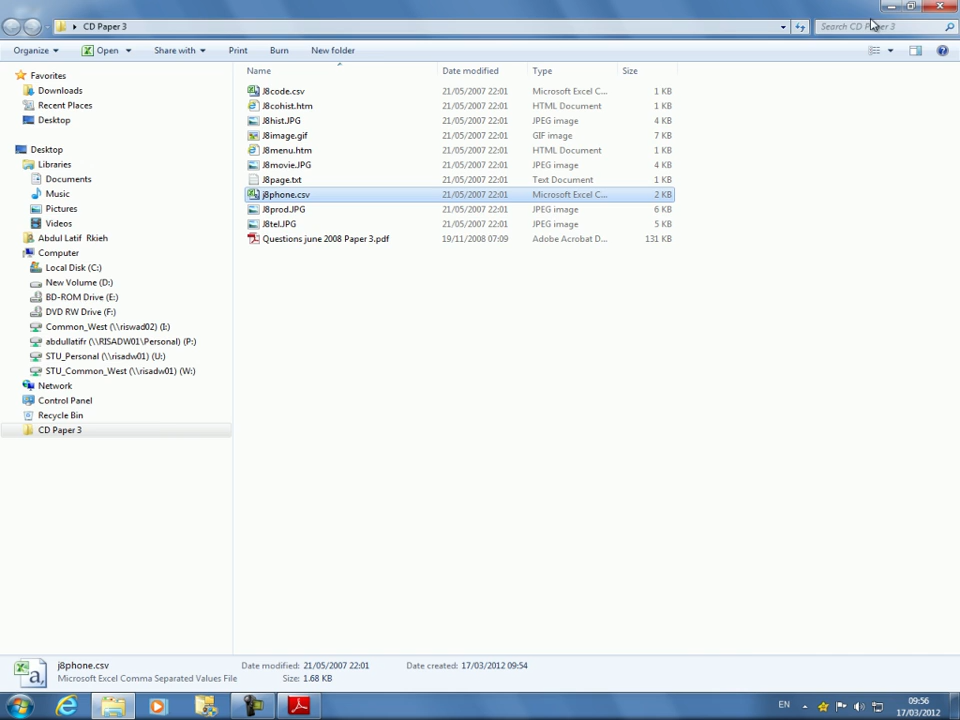 CD Paper 3
Search CD Paper 3
Organize
Open
Share with
Print
Burn
New folder
Name
Date modified
Type
Size
J8code.csv 21/05/2007 22:01 Microsoft Excel C... 1 KB
J8cohist.htm 21/05/2007 22:01 HTML Document 1 KB
J8hist.JPG 21/05/2007 22:01 JPEG image 4 KB
J8image.gif 21/05/2007 22:01 GIF image 7 KB
J8menu.htm 21/05/2007 22:01 HTML Document 1 KB
J8movie.JPG 21/05/2007 22:01 JPEG image 4 KB
J8page.txt 21/05/2007 22:01 Text Document 1 KB
j8phone.csv 21/05/2007 22:01 Microsoft Excel C... 2 KB
J8prod.JPG 21/05/2007 22:01 JPEG image 6 KB
J8tel.JPG 21/05/2007 22:01 JPEG image 5 KB
Questions june 2008 Paper 3.pdf 19/11/2008 07:09 Adobe Acrobat D... 131 KB
Favorites
Downloads
Recent Places
Desktop
Desktop
Libraries
Documents
Music
Pictures
Videos
Abdul Latif Rkieh
Computer
Local Disk (C:)
New Volume (D:)
BD-ROM Drive (E:)
DVD RW Drive (F:)
Common_West (\\riswad02) (I:)
abdullatifr (\\RISADW01\Personal) (P:)
STU_Personal (\\risadw01) (U:)
STU_Common_West (\\risadw01) (W:)
Network
Control Panel
Recycle Bin
CD Paper 3
j8phone.csv Date modified: 21/05/2007 22:01 Date created: 17/03/2012 09:54
Microsoft Excel Comma Separated Values File Size: 1.68 KB
EN
09:56
17/03/2012